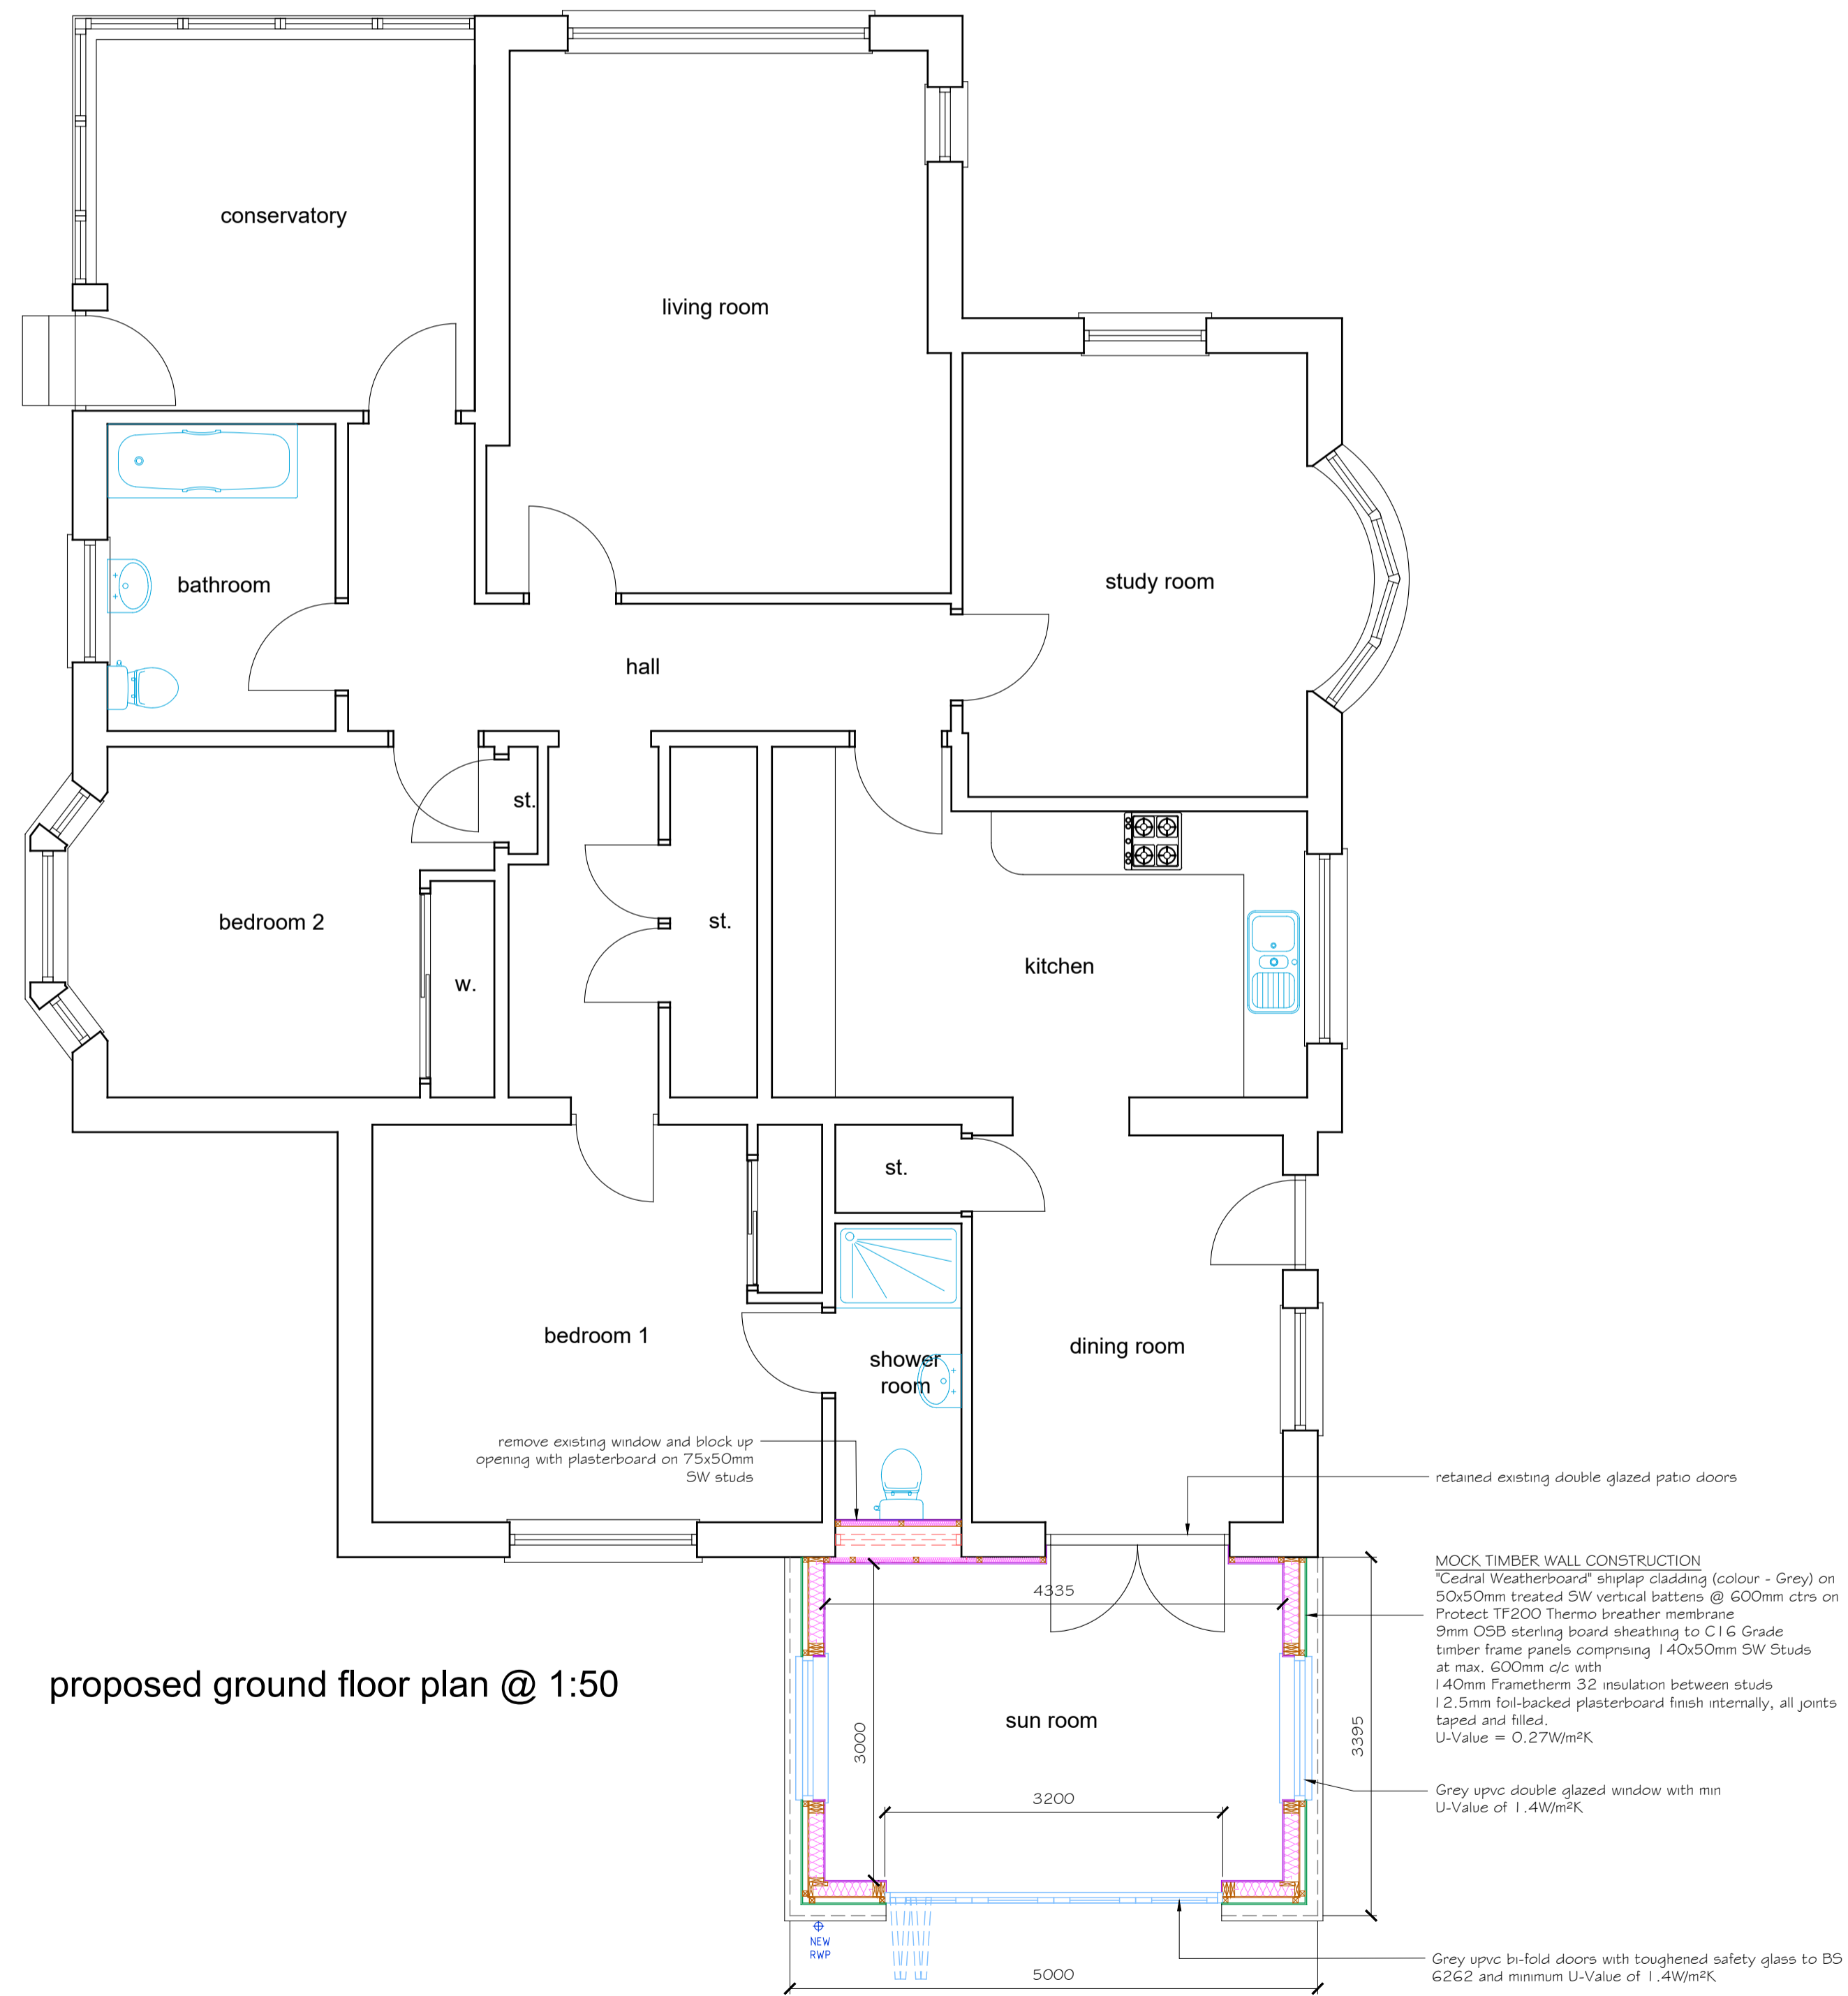 conservatory
living room
bathroom
study room
hall
st.
bedroom 2
st.
w.
kitchen
st.
bedroom 1
shower
room
dining room
remove existing window and block up
opening with plasterboard on 75x50mm
SW studs
retained existing double glazed patio doors
MOCK TIMBER WALL CONSTRUCTION
"Cedral Weatherboard" shiplap cladding (colour - Grey) on
50x50mm treated SW vertical battens @ 600mm ctrs on
Protect TF200 Thermo breather membrane
9mm OSB sterling board sheathing to C16 Grade
timber frame panels comprising 140x50mm SW Studs
at max. 600mm c/c with
140mm Frametherm 32 insulation between studs
12.5mm foil-backed plasterboard finish internally, all joints
taped and filled.
U-Value = 0.27W/m²K
4335
proposed ground floor plan @ 1:50
sun room
3000
3395
3200
Grey upvc double glazed window with min
U-Value of 1.4W/m²K
NEW
RWP
5000
Grey upvc bi-fold doors with toughened safety glass to BS
6262 and minimum U-Value of 1.4W/m²K